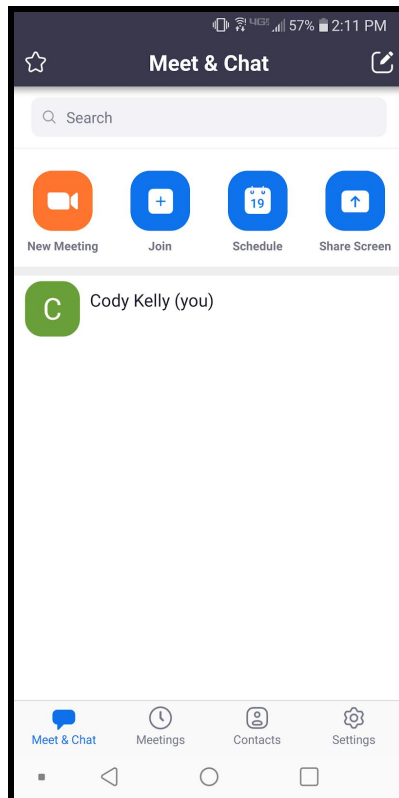 4G 57% 2:11 PM
Meet & Chat
Search
19
New Meeting Join Schedule Share Screen
C Cody Kelly (you)
Meet & Chat Meetings Contacts Settings